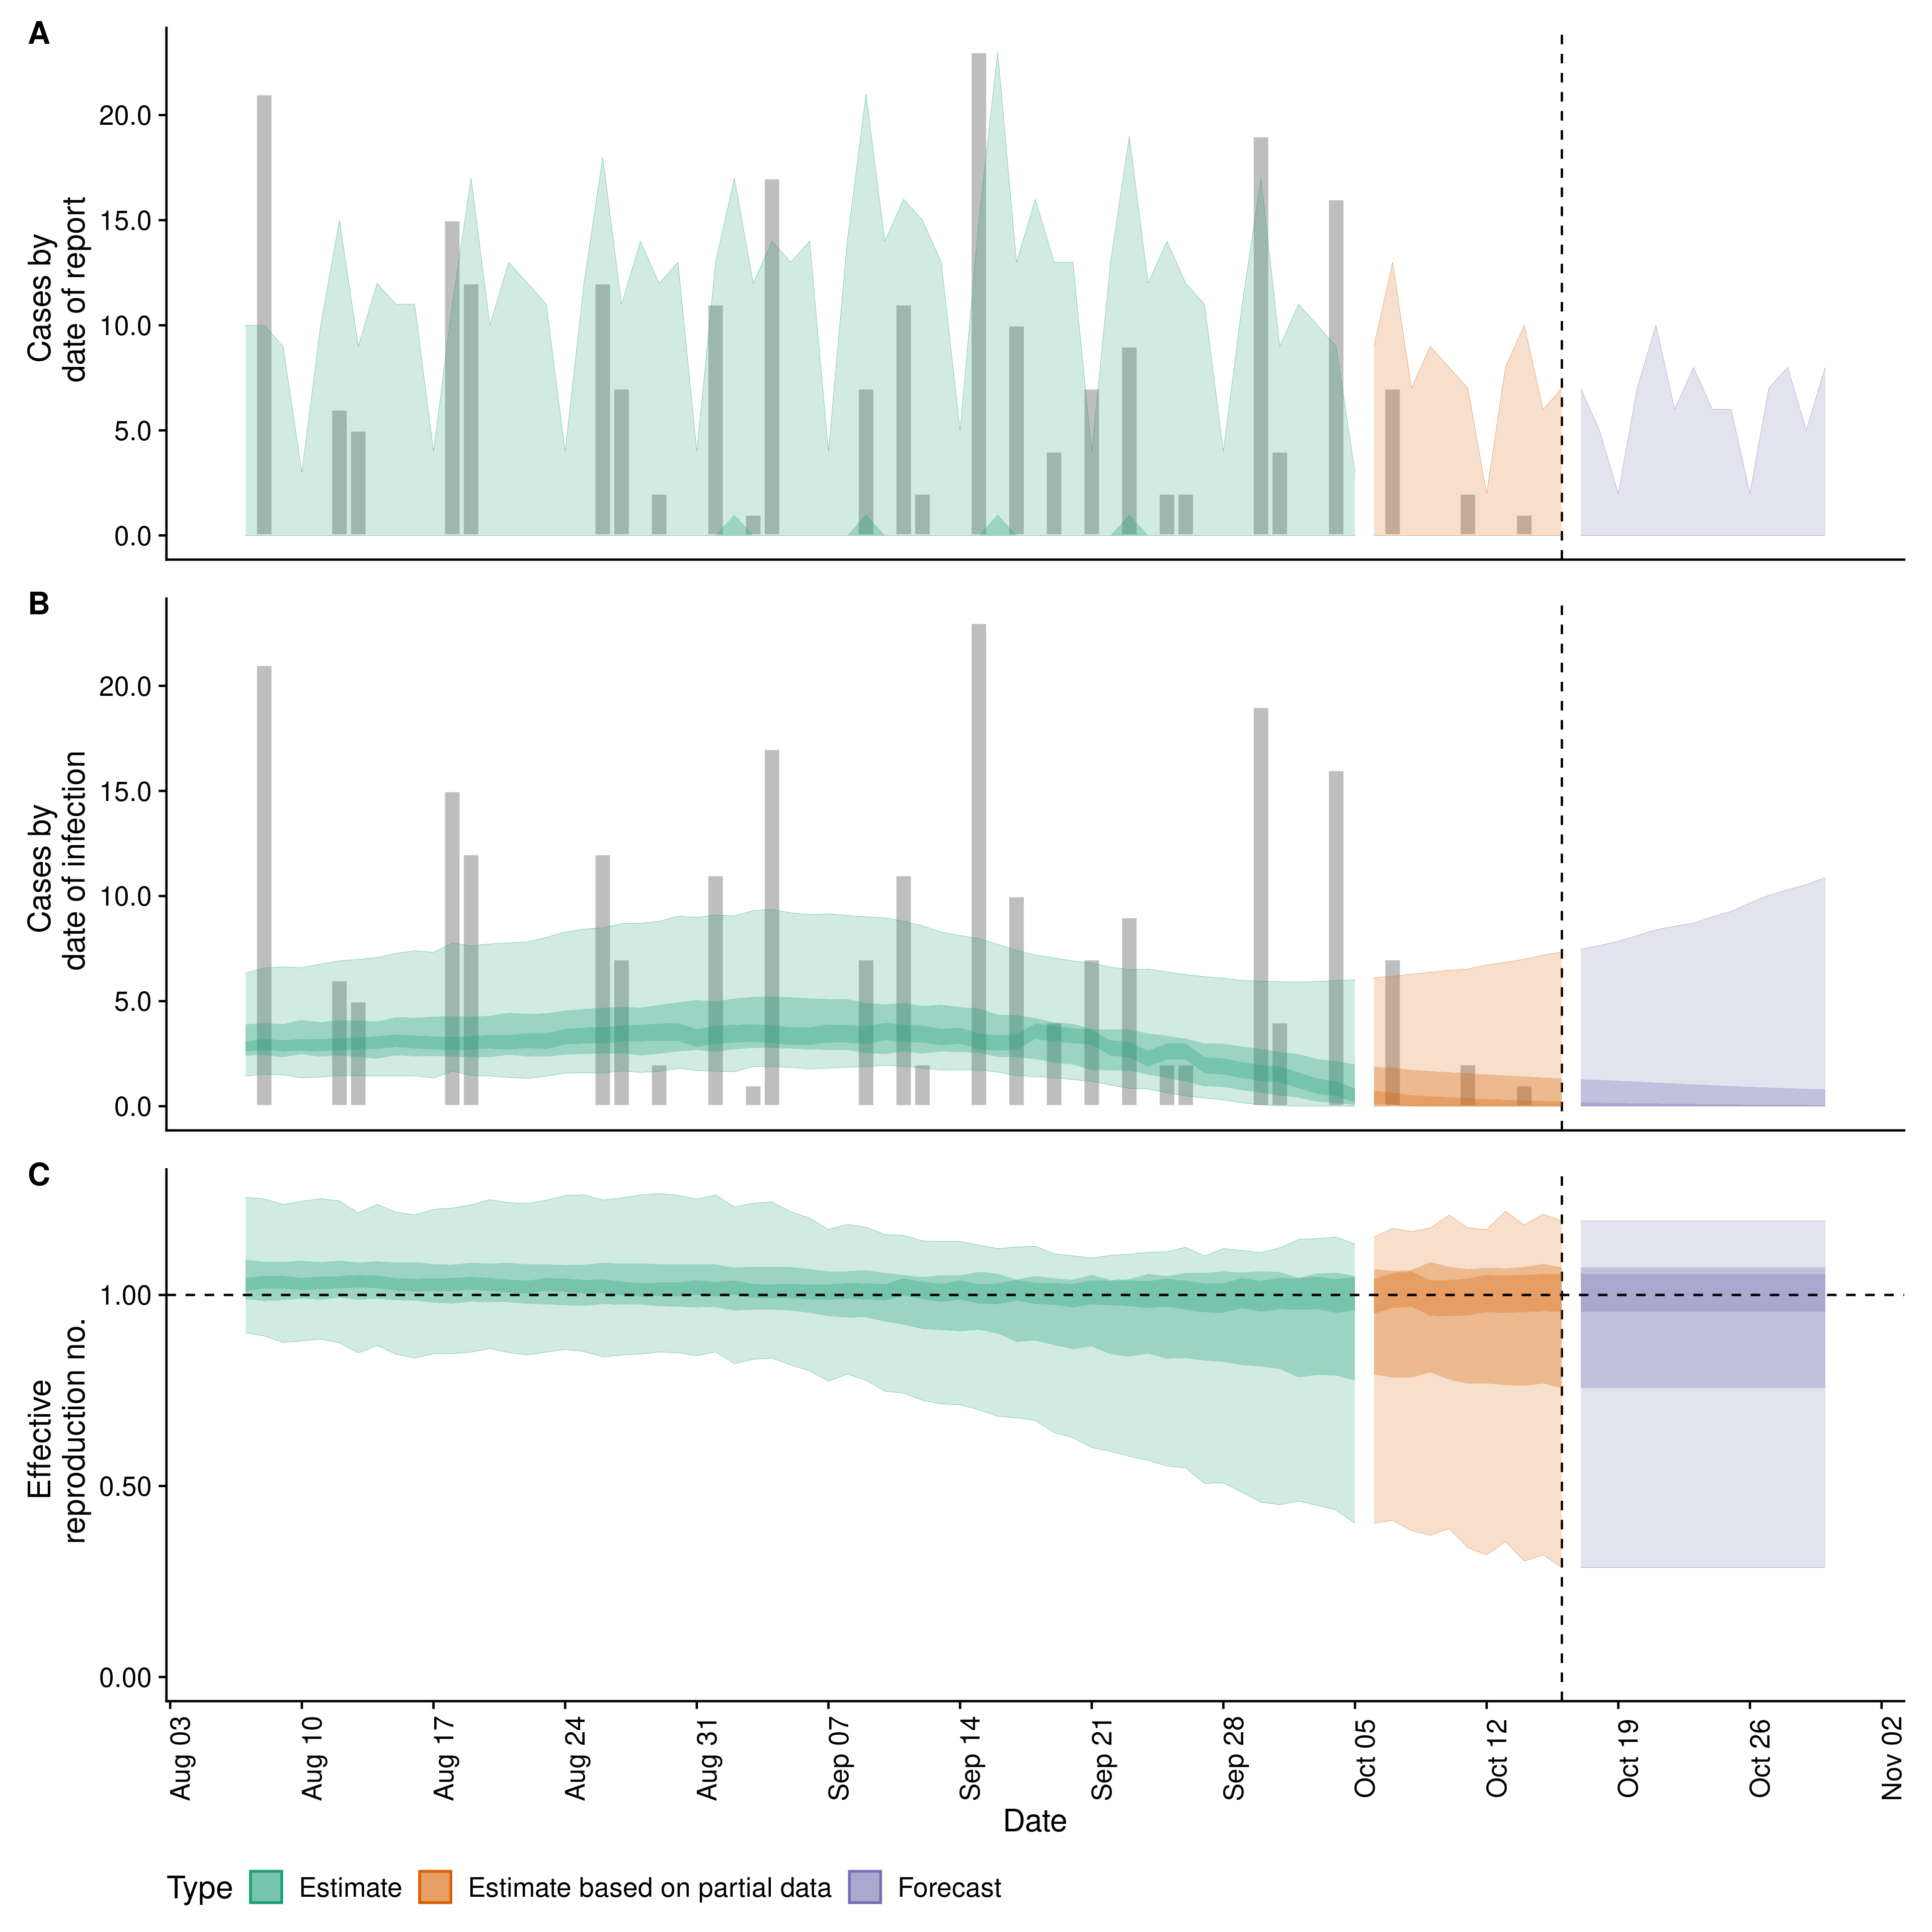 A
Cases by
date of report
20.0
15.0
10.0
5.0
0.0
B
Cases by
date of infection
20.0
15.0
10.0
5.0
0.0
C
Effective
reproduction no.
1.00
0.50
0.00
Aug 03 Aug 10 Aug 17 Aug 24 Aug 31 Sep 07 Sep 14 Sep 21 Sep 28 Oct 05 Oct 12 Oct 19 Oct 26 Nov 02
Date
Type Estimate Estimate based on partial data Forecast